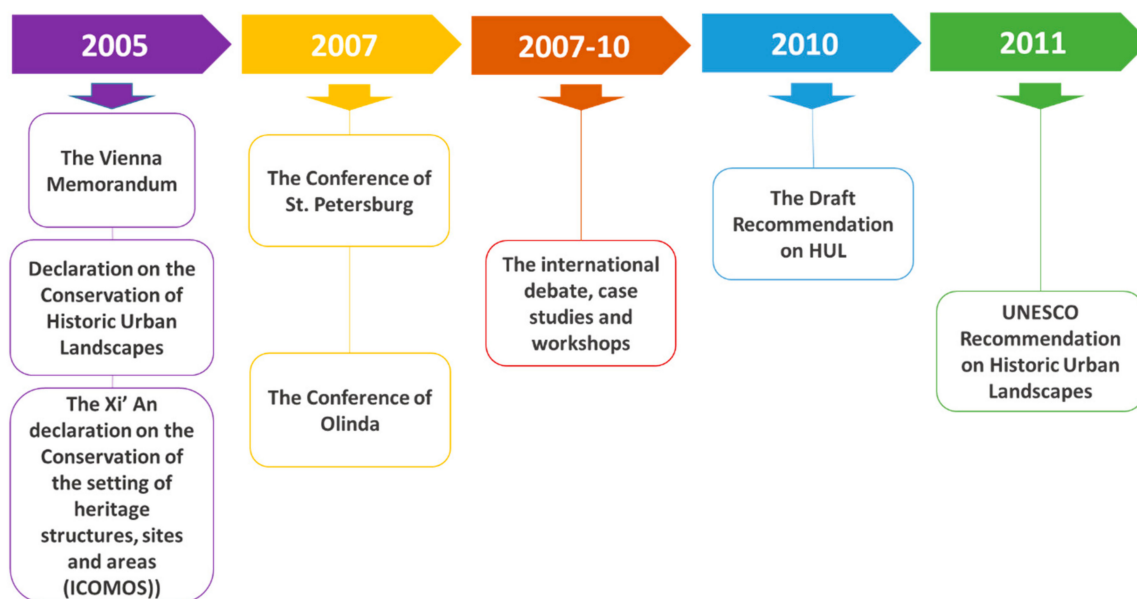 2005
2007
2007-10
2010
2011
The Vienna
Memorandum
Declaration on the
Conservation of
Historic Urban
Landscapes
The Xi’ An
declaration on the
Conservation of
the setting of
heritage
structures, sites
and areas
(ICOMOS))
The Conference of
St. Petersburg
The Conference of
Olinda
The international
debate, case
studies and
workshops
The Draft
Recommendation
on HUL
UNESCO
Recommendation
on Historic Urban
Landscapes